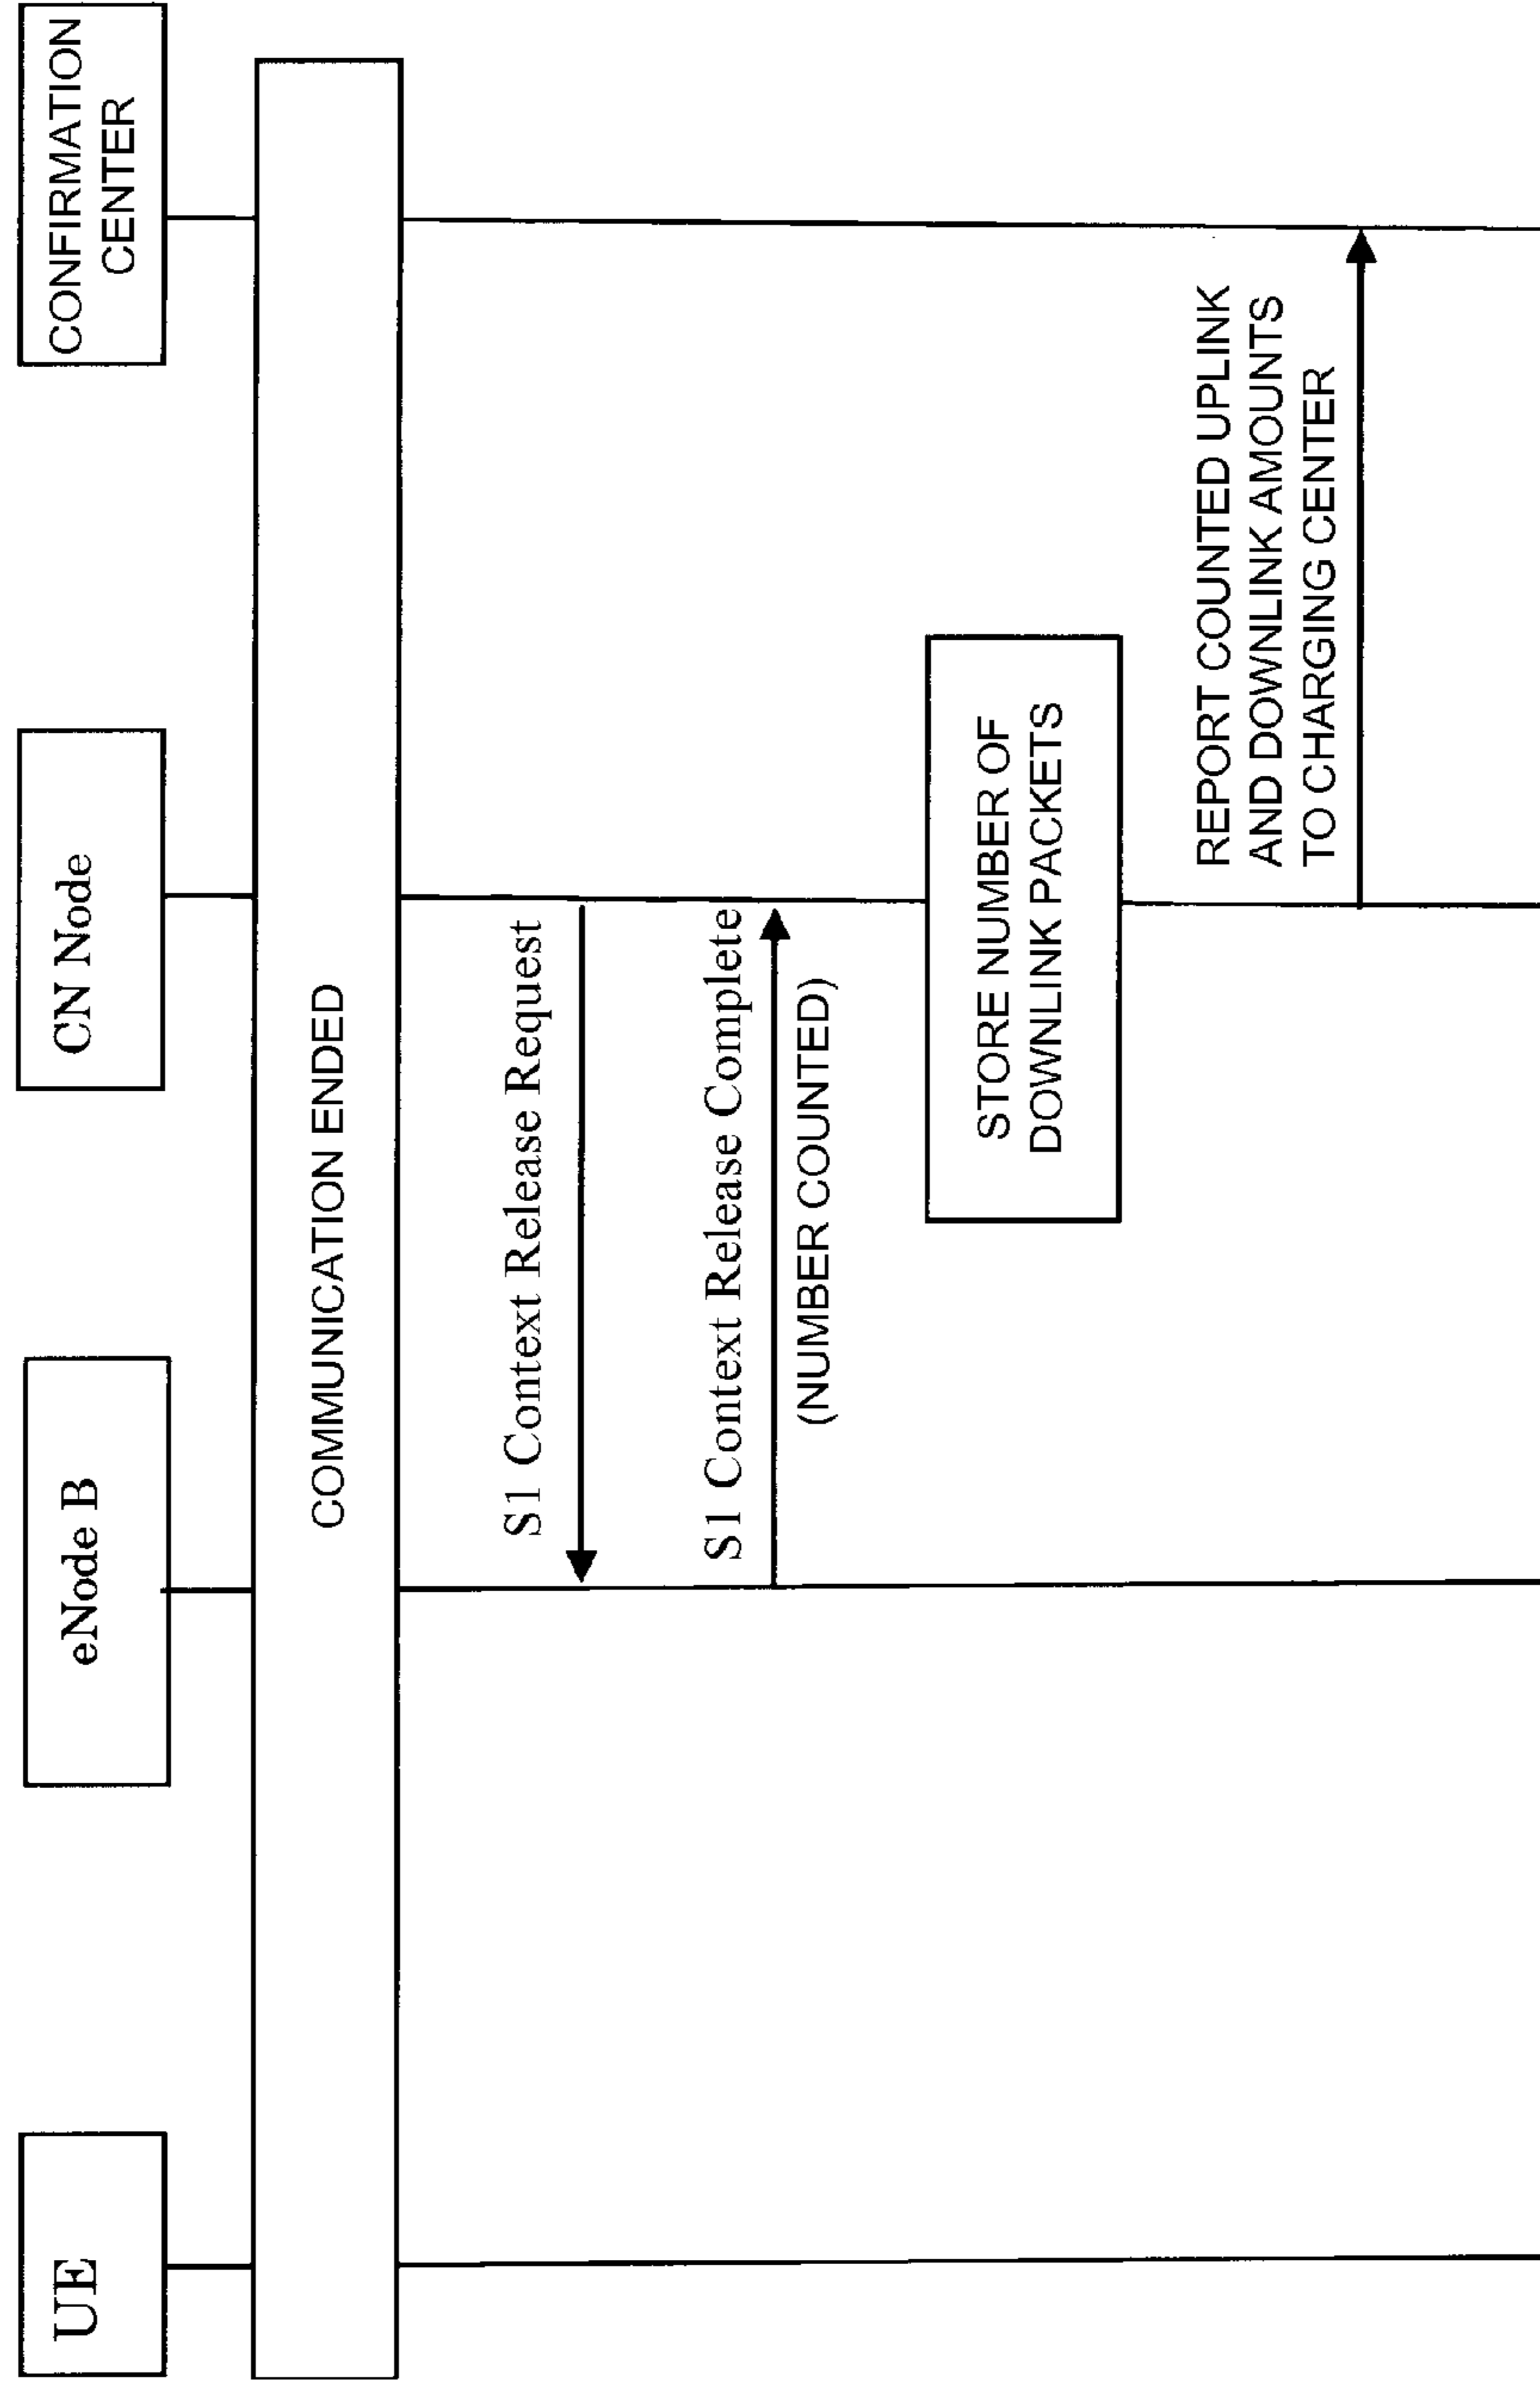 UE
eNode B
CN Node
CONFIRMATION
CENTER
COMMUNICATION ENDED
S1 Context Release Request
S1 Context Release Complete
(NUMBER COUNTED)
STORE NUMBER OF
DOWNLINK PACKETS
REPORT COUNTED UPLINK
AND DOWNLINK AMOUNTS
TO CHARGING CENTER